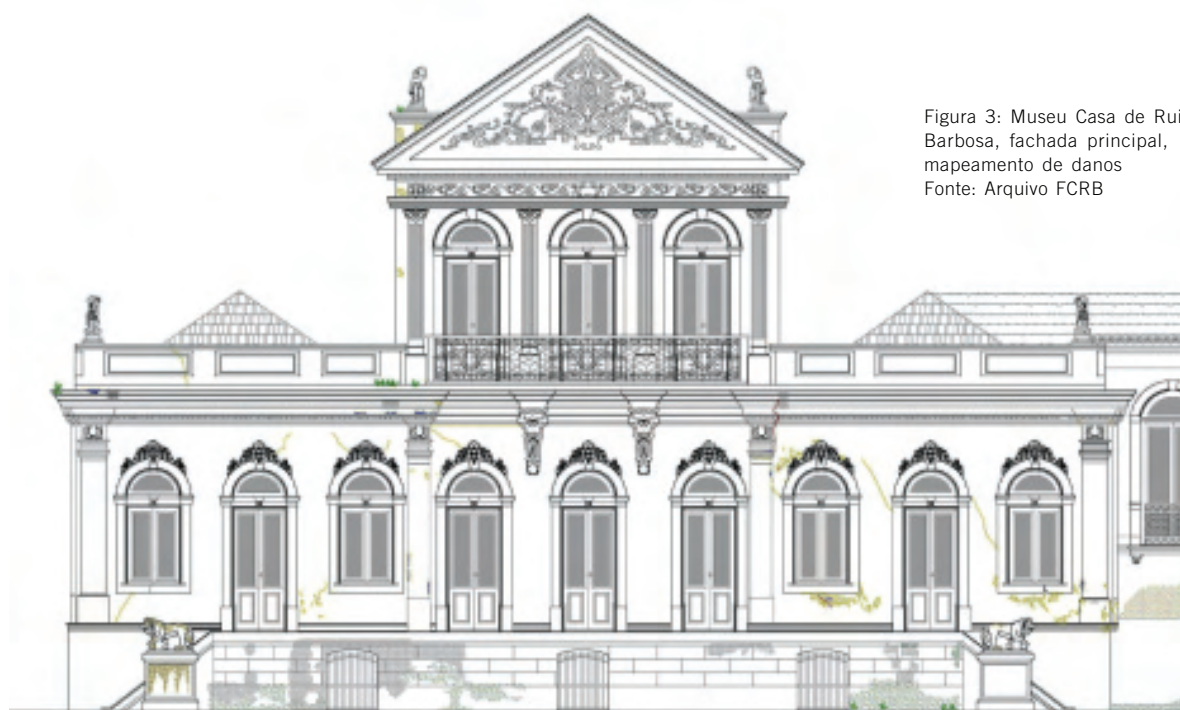 Figura 3: Museu Casa de Rui
Barbosa, fachada principal,
mapeamento de danos
Fonte: Arquivo FCRB